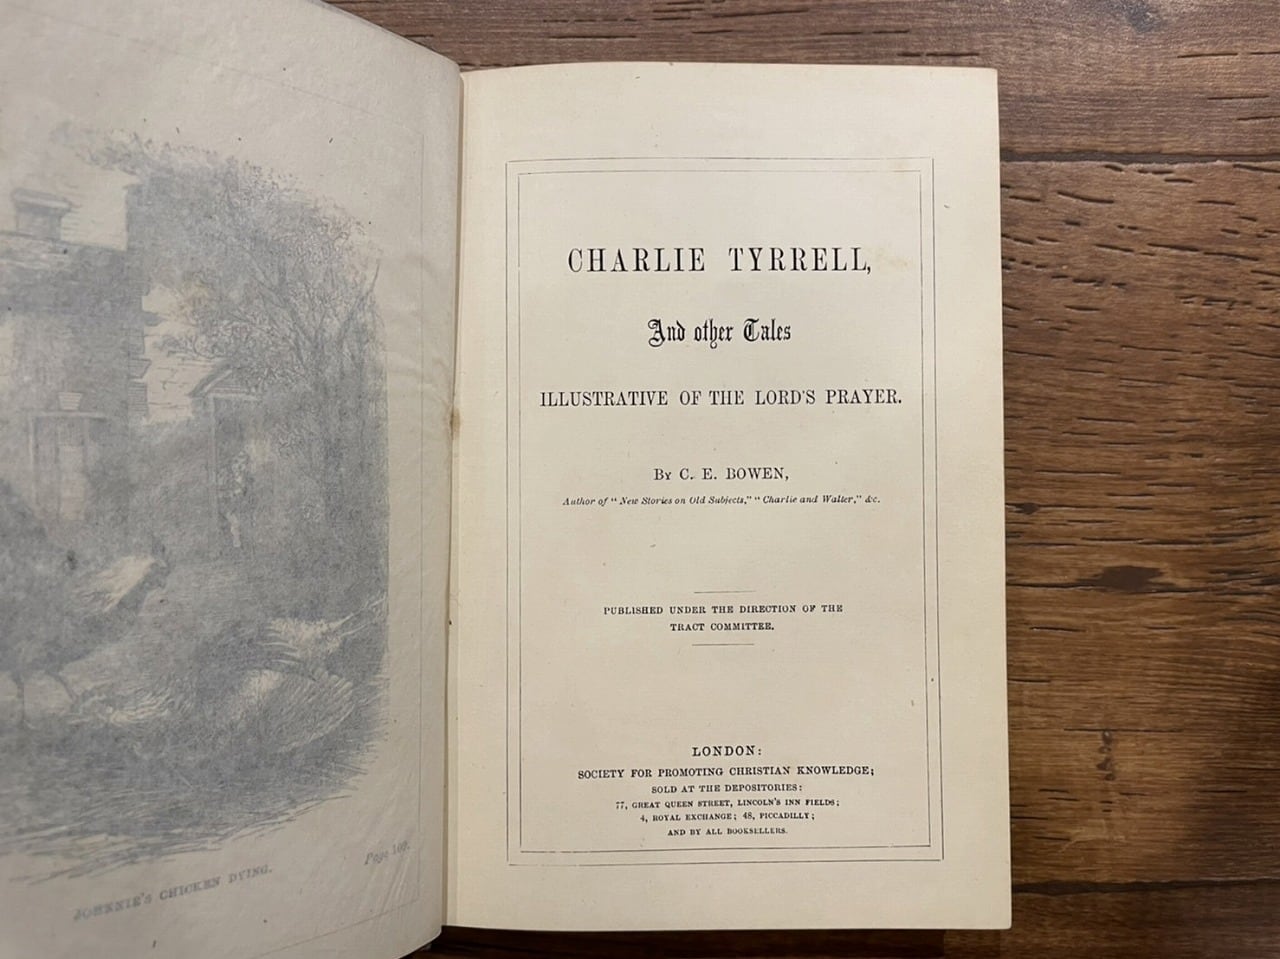 JOHNNIE'S CHICKEN DYING.
Page 109.
CHARLIE TYRRELL,
And other Tales
ILLUSTRATIVE OF THE LORD'S PRAYER.
BY C. E. BOWEN,
Author of "New Stories on Old Subjects," "Charlie and Walter," &c.
PUBLISHED UNDER THE DIRECTION OF THE
TRACT COMMITTEE.
LONDON:
SOCIETY FOR PROMOTING CHRISTIAN KNOWLEDGE;
SOLD AT THE DEPOSITORIES:
77, GREAT QUEEN STREET, LINCOLN'S INN FIELDS;
4, ROYAL EXCHANGE; 48, PICCADILLY;
AND BY ALL BOOKSELLERS.